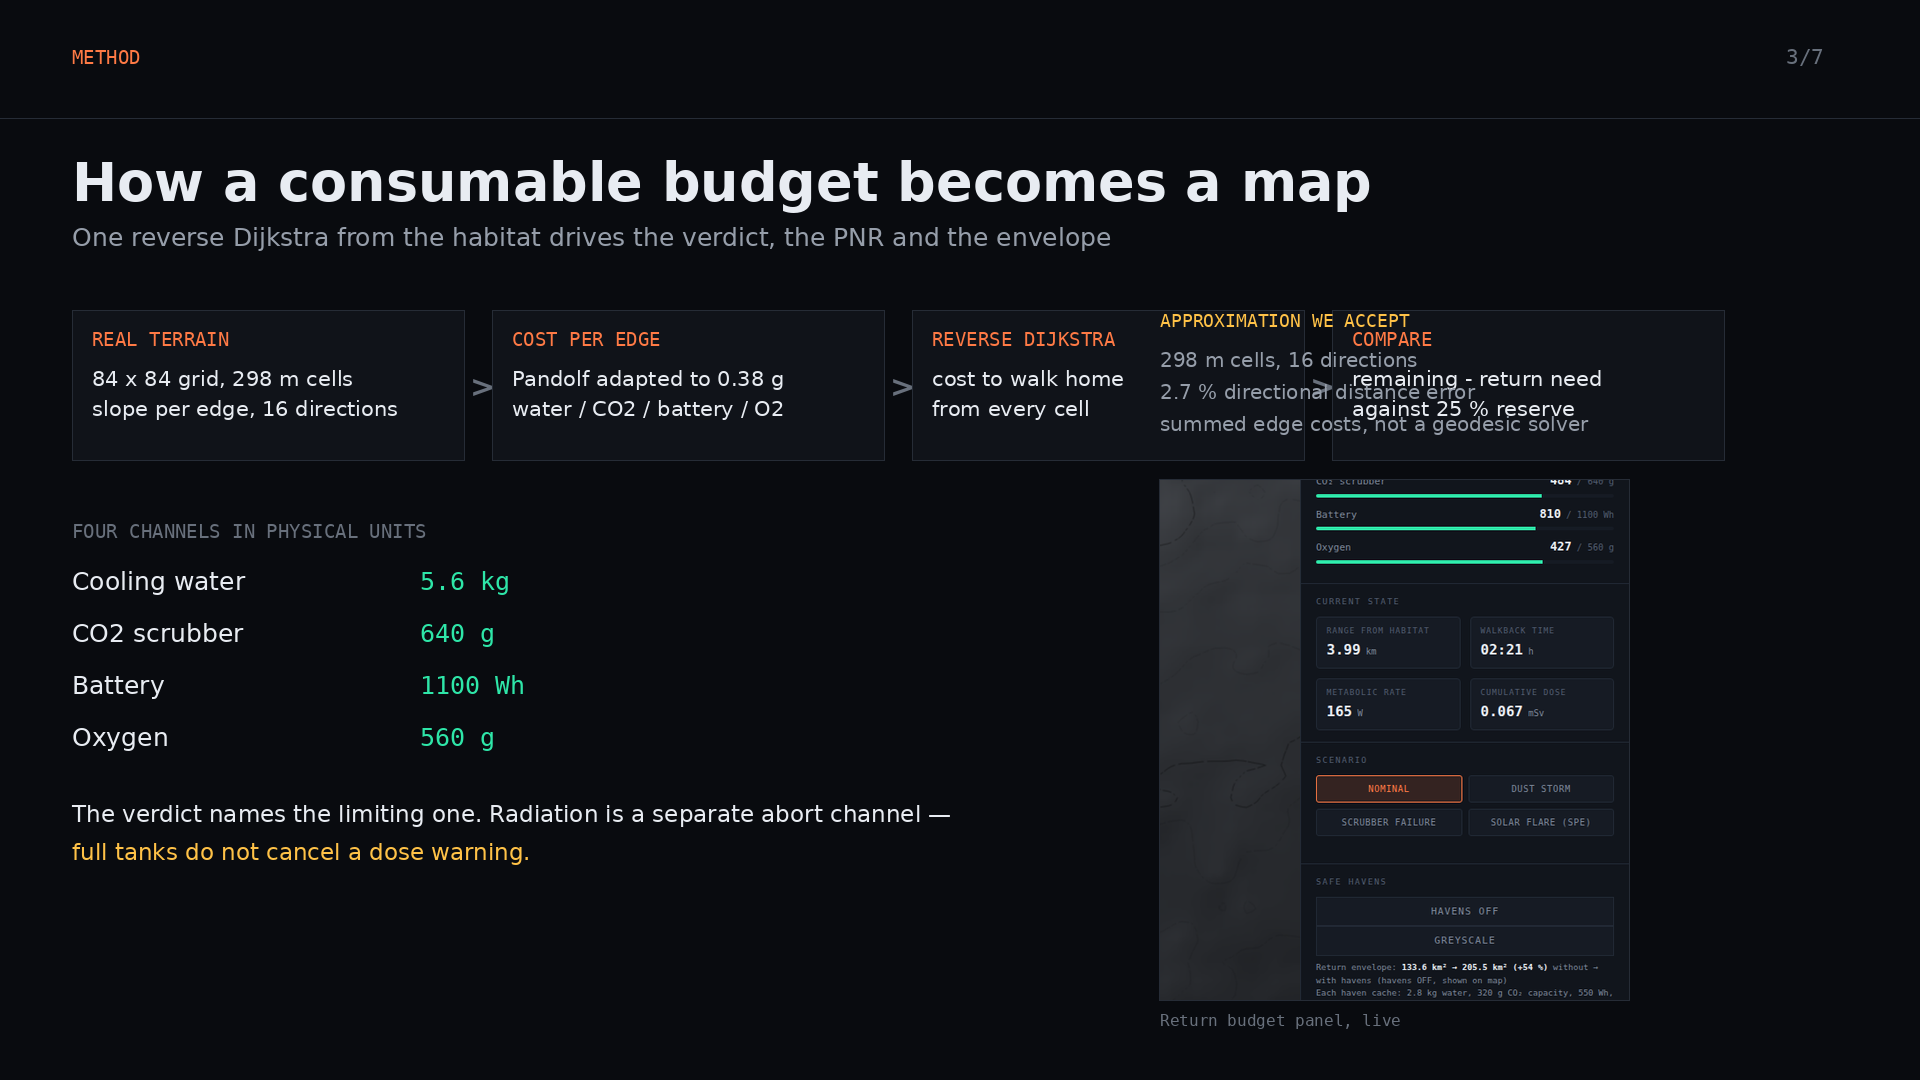 METHOD
3/7
How a consumable budget becomes a map
One reverse Dijkstra from the habitat drives the verdict, the PNR and the envelope
REAL TERRAIN
84 x 84 grid, 298 m cells
slope per edge, 16 directions
>
COST PER EDGE
Pandolf adapted to 0.38 g
water / CO2 / battery / O2
>
REVERSE DIJKSTRA
cost to walk home
from every cell
>
COMPARE
remaining - return need
against 25 % reserve
APPROXIMATION WE ACCEPT
298 m cells, 16 directions
2.7 % directional distance error
summed edge costs, not a geodesic solver
FOUR CHANNELS IN PHYSICAL UNITS
Cooling water 5.6 kg
CO2 scrubber 640 g
Battery 1100 Wh
Oxygen 560 g
The verdict names the limiting one. Radiation is a separate abort channel —
full tanks do not cancel a dose warning.
CO₂ scrubber 484 / 640 g
Battery 810 / 1100 Wh
Oxygen 427 / 560 g
CURRENT STATE
RANGE FROM HABITAT
3.99 km
WALKBACK TIME
02:21 h
METABOLIC RATE
165 W
CUMULATIVE DOSE
0.067 mSv
SCENARIO
NOMINAL
DUST STORM
SCRUBBER FAILURE
SOLAR FLARE (SPE)
SAFE HAVENS
HAVENS OFF
GREYSCALE
Return envelope: 133.6 km² → 205.5 km² (+54 %) without →
with havens (havens OFF, shown on map)
Each haven cache: 2.8 kg water, 320 g CO₂ capacity, 550 Wh,
Return budget panel, live